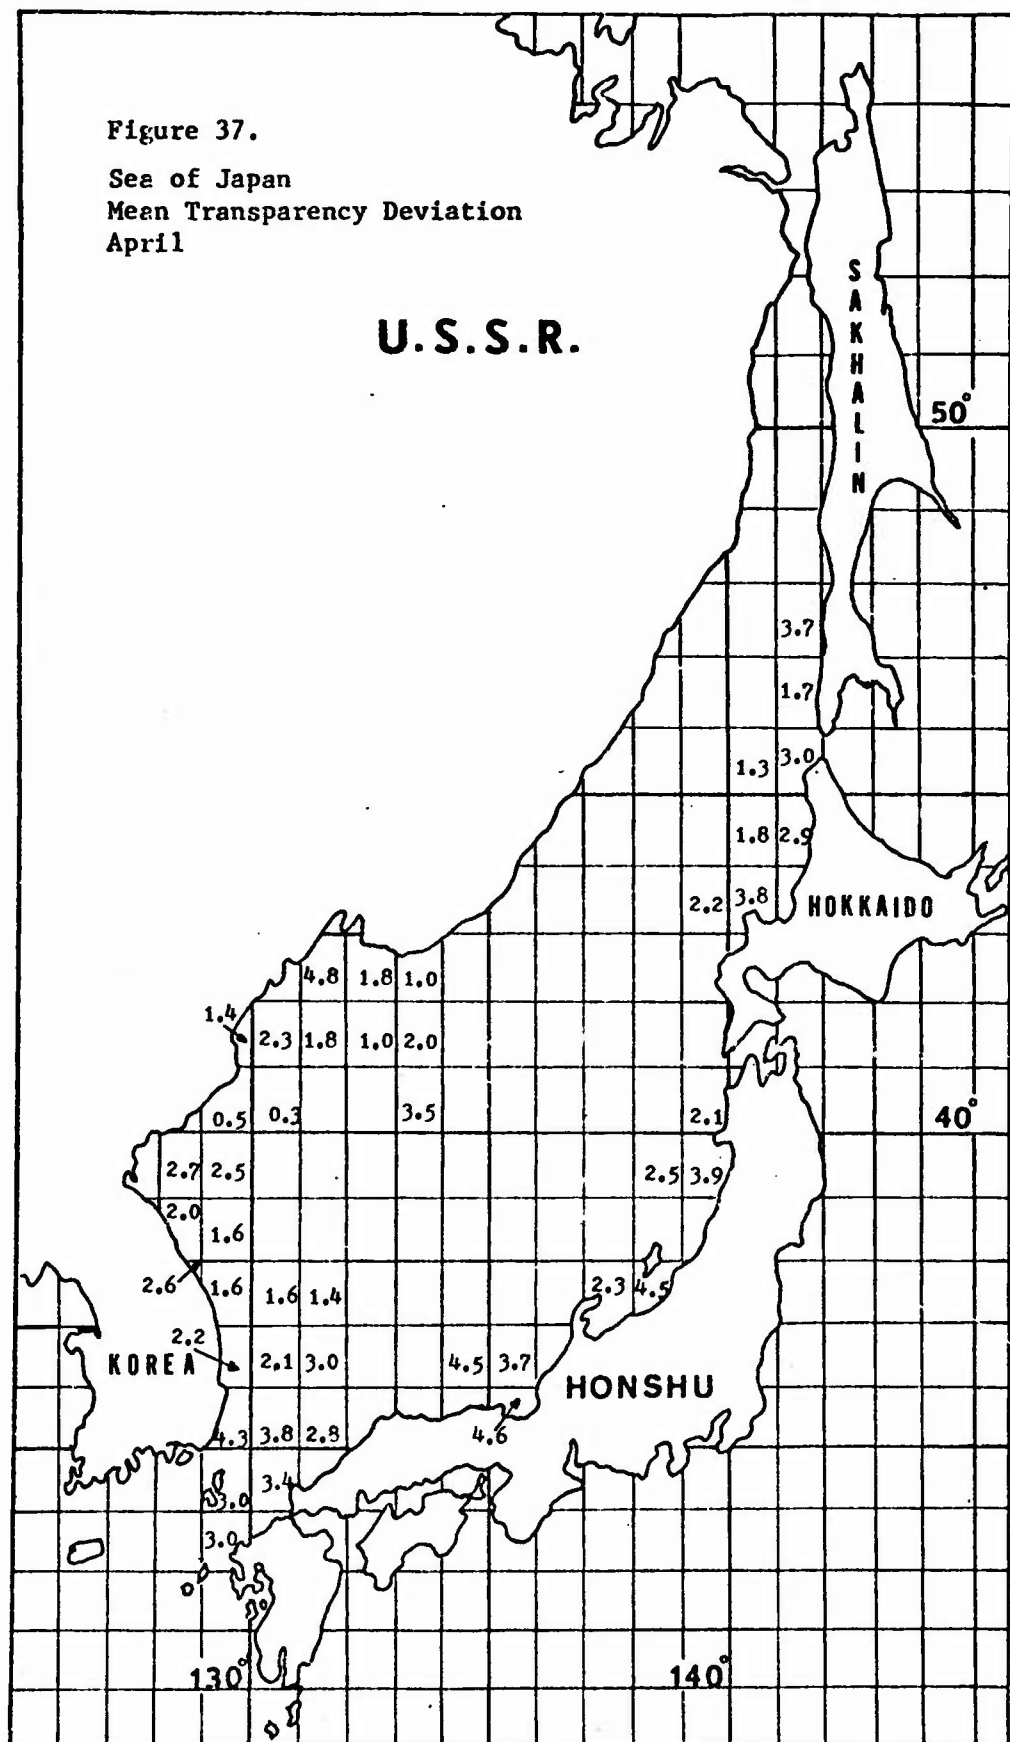 Figure 37.
Sea of Japan
Mean Transparency Deviation
April
U.S.S.R.
SAKHALIN
50°
3.7
1.7
1.3 3.0
1.8 2.9
2.2 3.8
HOKKAIDO
4.8 1.8 1.0
1.4
2.3 1.8 1.0 2.0
0.5 0.3 3.5 2.1
40°
2.7 2.5 2.5 3.9
2.0
1.6
2.6 1.6 1.6 1.4 2.3 4.5
2.2
KOREA
2.1 3.0 4.5 3.7
HONSHU
4.3 3.8 2.8 4.6
3.4
3.0
3.0
130° 140°